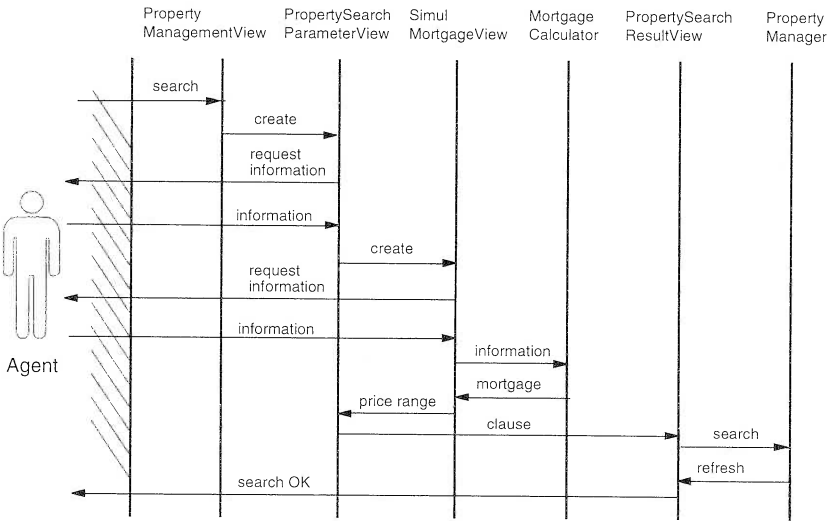 Property
ManagementView
PropertySearch
ParameterView
Simul
MortgageView
Mortgage
Calculator
PropertySearch
ResultView
Property
Manager
search
create
request
information
information
create
request
information
information
information
mortgage
price range
clause
search
refresh
search OK
Agent